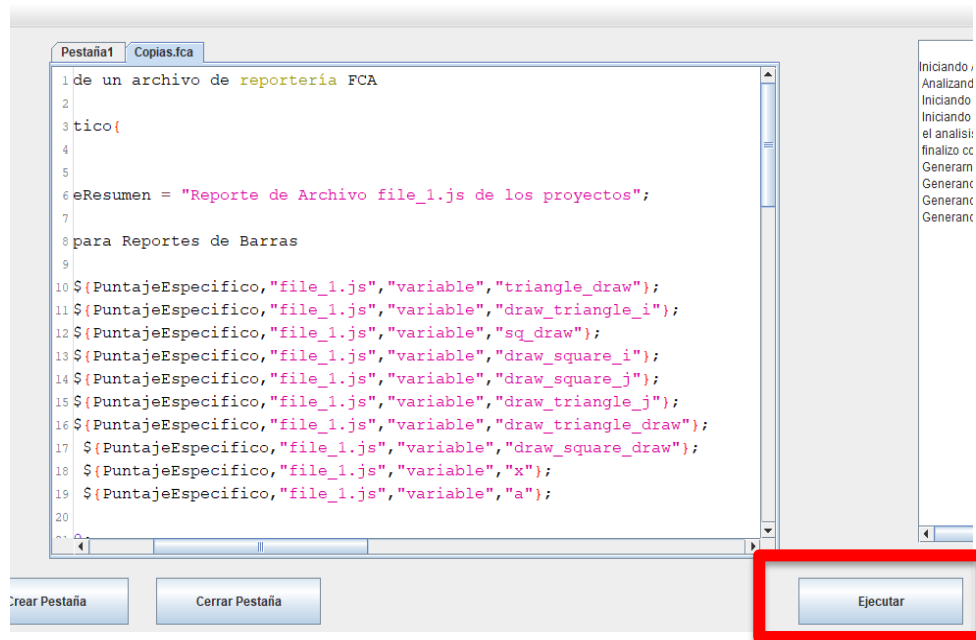 Pestaña1 Copias.fca
1 de un archivo de reportería FCA
2
3 tico{
4
5
6 eResumen = "Reporte de Archivo file_1.js de los proyectos";
7
8 para Reportes de Barras
9
10 ${PuntajeEspecifico,"file_1.js","variable","triangle_draw"};
11 ${PuntajeEspecifico,"file_1.js","variable","draw_triangle_i"};
12 ${PuntajeEspecifico,"file_1.js","variable","sq_draw"};
13 ${PuntajeEspecifico,"file_1.js","variable","draw_square_i"};
14 ${PuntajeEspecifico,"file_1.js","variable","draw_square_j"};
15 ${PuntajeEspecifico,"file_1.js","variable","draw_triangle_j"};
16 ${PuntajeEspecifico,"file_1.js","variable","draw_triangle_draw"};
17 ${PuntajeEspecifico,"file_1.js","variable","draw_square_draw"};
18 ${PuntajeEspecifico,"file_1.js","variable","x"};
19 ${PuntajeEspecifico,"file_1.js","variable","a"};
20
Iniciando
Analizand
Iniciando
Iniciando
el analisis
finalizo co
Generarn
Generand
Generand
Generand
Crear Pestaña
Cerrar Pestaña
Ejecutar